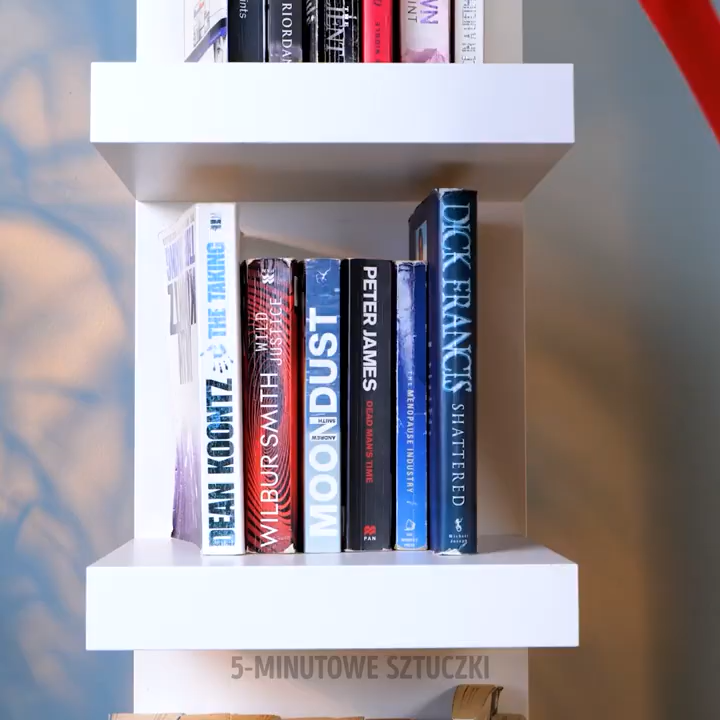 RIORDAN
DEAN KOONTZ THE TAKING
WILBUR SMITH WILD JUSTICE
MOONDUST
ANDREW SMITH
PETER JAMES DEAD MAN'S TIME
PAN
THE MENOPAUSE INDUSTRY
DICK FRANCIS SHATTERED
5-MINUTOWE SZTUCZKI